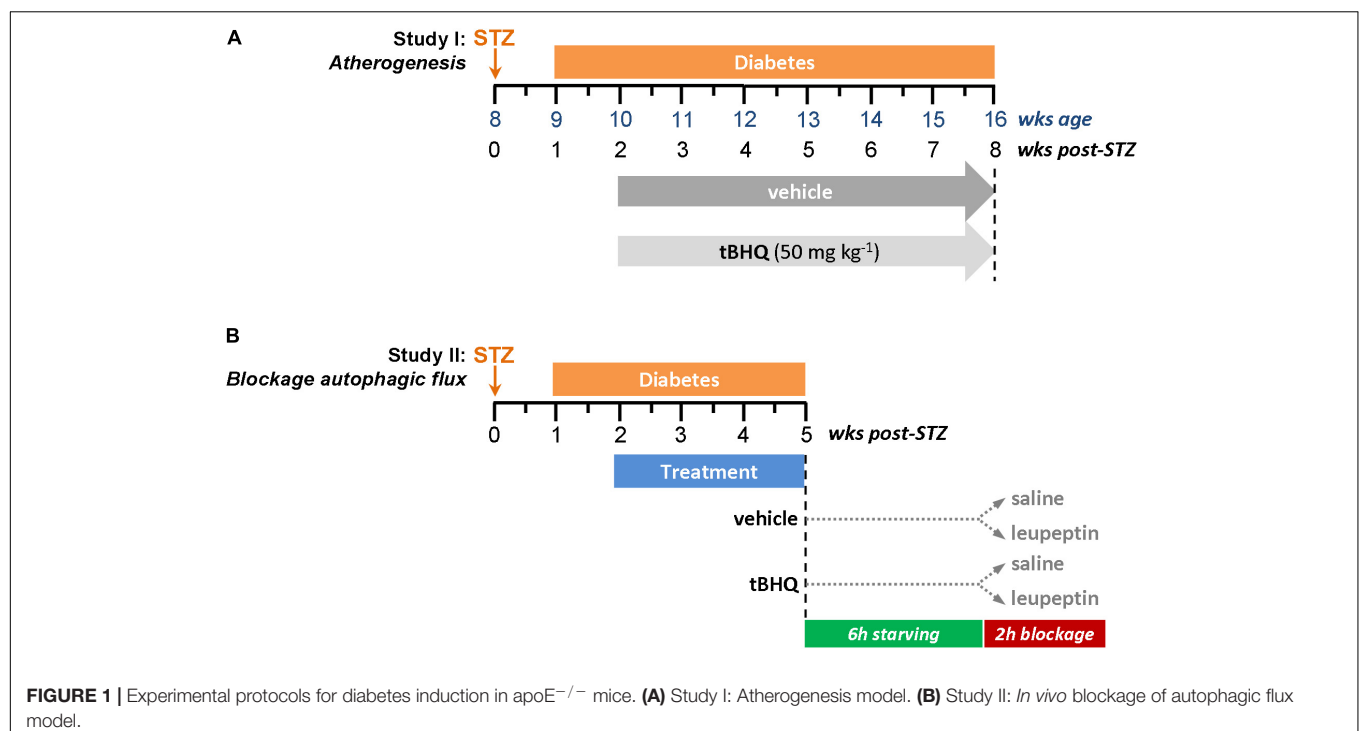 A
Study I: STZ
Atherogenesis
Diabetes
8 9 10 11 12 13 14 15 16 wks age
0 1 2 3 4 5 6 7 8 wks post-STZ
vehicle
tBHQ (50 mg kg⁻¹)
B
Study II: STZ
Blockage autophagic flux
Diabetes
0 1 2 3 4 5 wks post-STZ
Treatment
saline
vehicle
leupeptin
saline
tBHQ
leupeptin
6h starving 2h blockage
FIGURE 1 | Experimental protocols for diabetes induction in apoE⁻/⁻ mice. (A) Study I: Atherogenesis model. (B) Study II: In vivo blockage of autophagic flux
model.